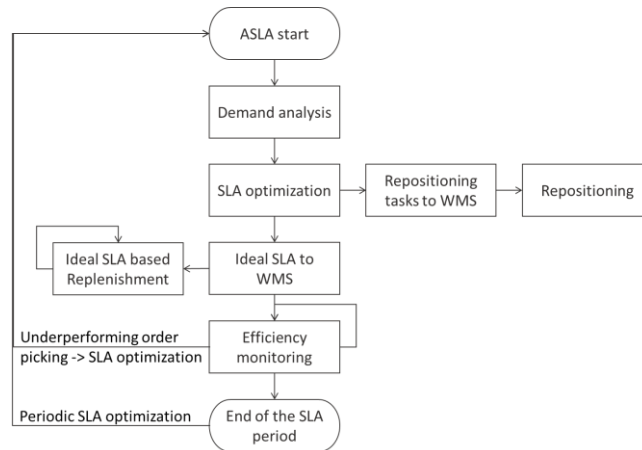 ASLA start
Demand analysis
SLA optimization
Repositioning
tasks to WMS
Repositioning
Ideal SLA based
Replenishment
Ideal SLA to
WMS
Underperforming order
picking -> SLA optimization
Efficiency
monitoring
Periodic SLA optimization
End of the SLA
period